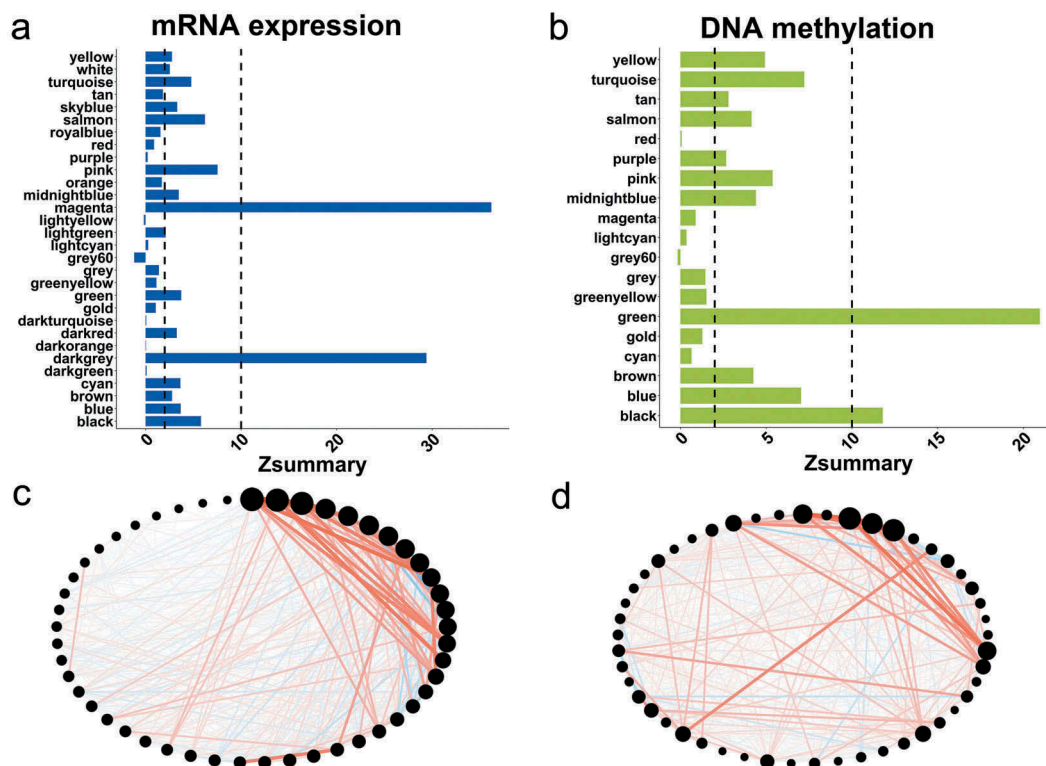 a
mRNA expression
yellow
white
turquoise
tan
skyblue
salmon
royalblue
red
purple
pink
orange
midnightblue
magenta
lightyellow
lightgreen
lightcyan
grey60
grey
greenyellow
green
gold
darkturquoise
darkred
darkorange
darkgrey
darkgreen
cyan
brown
blue
black
0 10 20 30
Zsummary
b
DNA methylation
yellow
turquoise
tan
salmon
red
purple
pink
midnightblue
magenta
lightcyan
grey60
grey
greenyellow
green
gold
cyan
brown
blue
black
0 5 10 15 20
Zsummary
c
d